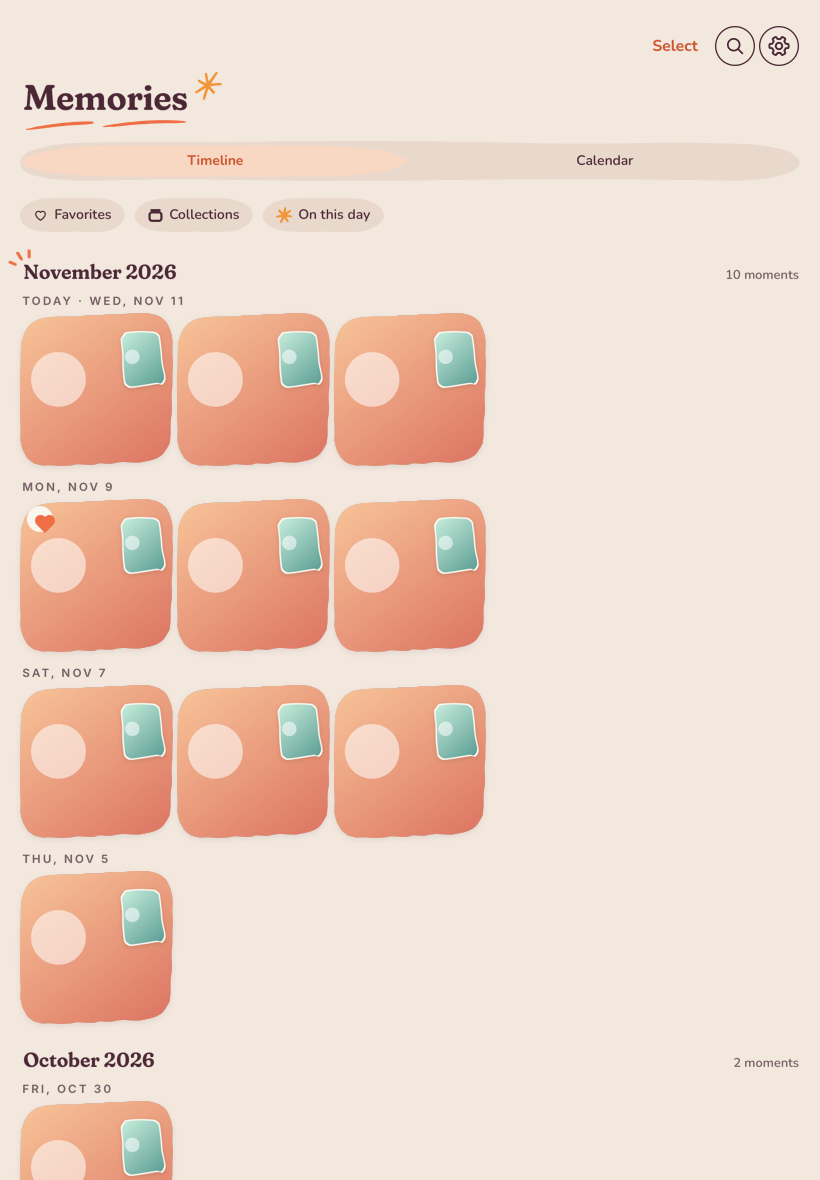 Select
Memories
Timeline
Calendar
Favorites
Collections
On this day
November 2026
10 moments
TODAY · WED, NOV 11
MON, NOV 9
SAT, NOV 7
THU, NOV 5
October 2026
2 moments
FRI, OCT 30